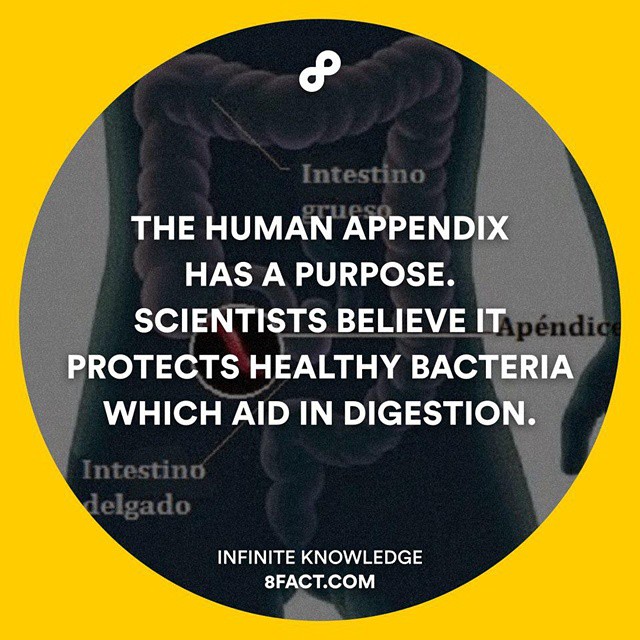 Intestino
grueso
THE HUMAN APPENDIX
HAS A PURPOSE.
SCIENTISTS BELIEVE IT
Apéndice
PROTECTS HEALTHY BACTERIA
WHICH AID IN DIGESTION.
Intestino
delgado
INFINITE KNOWLEDGE
8FACT.COM